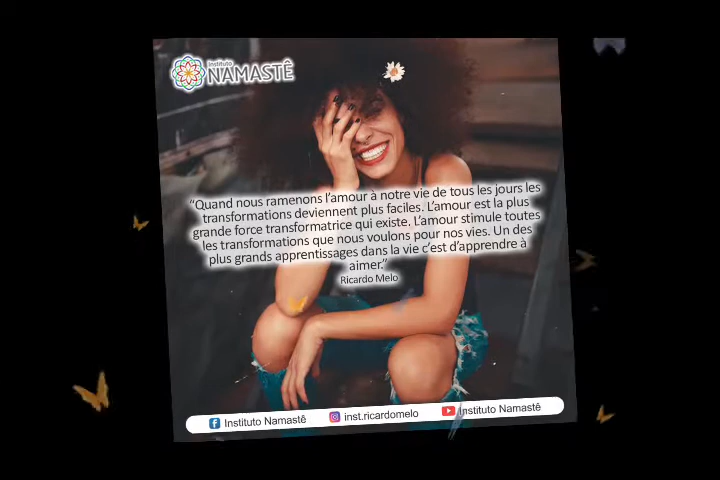 Instituto
NAMASTÊ
“Quand nous ramenons l’amour à notre vie de tous les jours les
transformations deviennent plus faciles. L’amour est la plus
grande force transformatrice qui existe. L’amour stimule toutes
les transformations que nous voulons pour nos vies. Un des
plus grands apprentissages dans la vie c’est d’apprendre à
aimer.”
Ricardo Melo
Instituto Namastê inst.ricardomelo Instituto Namastê